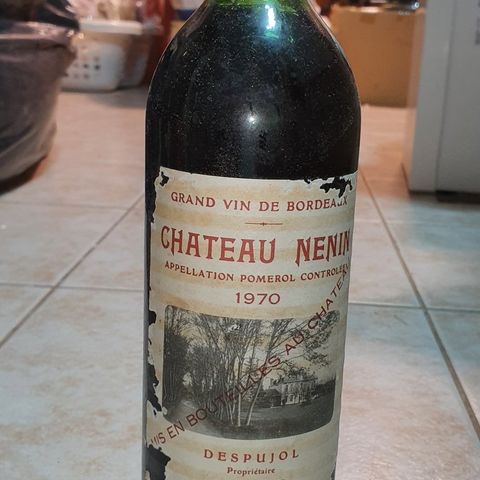 GRAND VIN DE BORDEAUX
CHATEAU NENIN
APPELLATION POMEROL CONTROLÉE
1970
MIS EN BOUTEILLES AU CHATEAU
DESPUJOL
Propriétaire